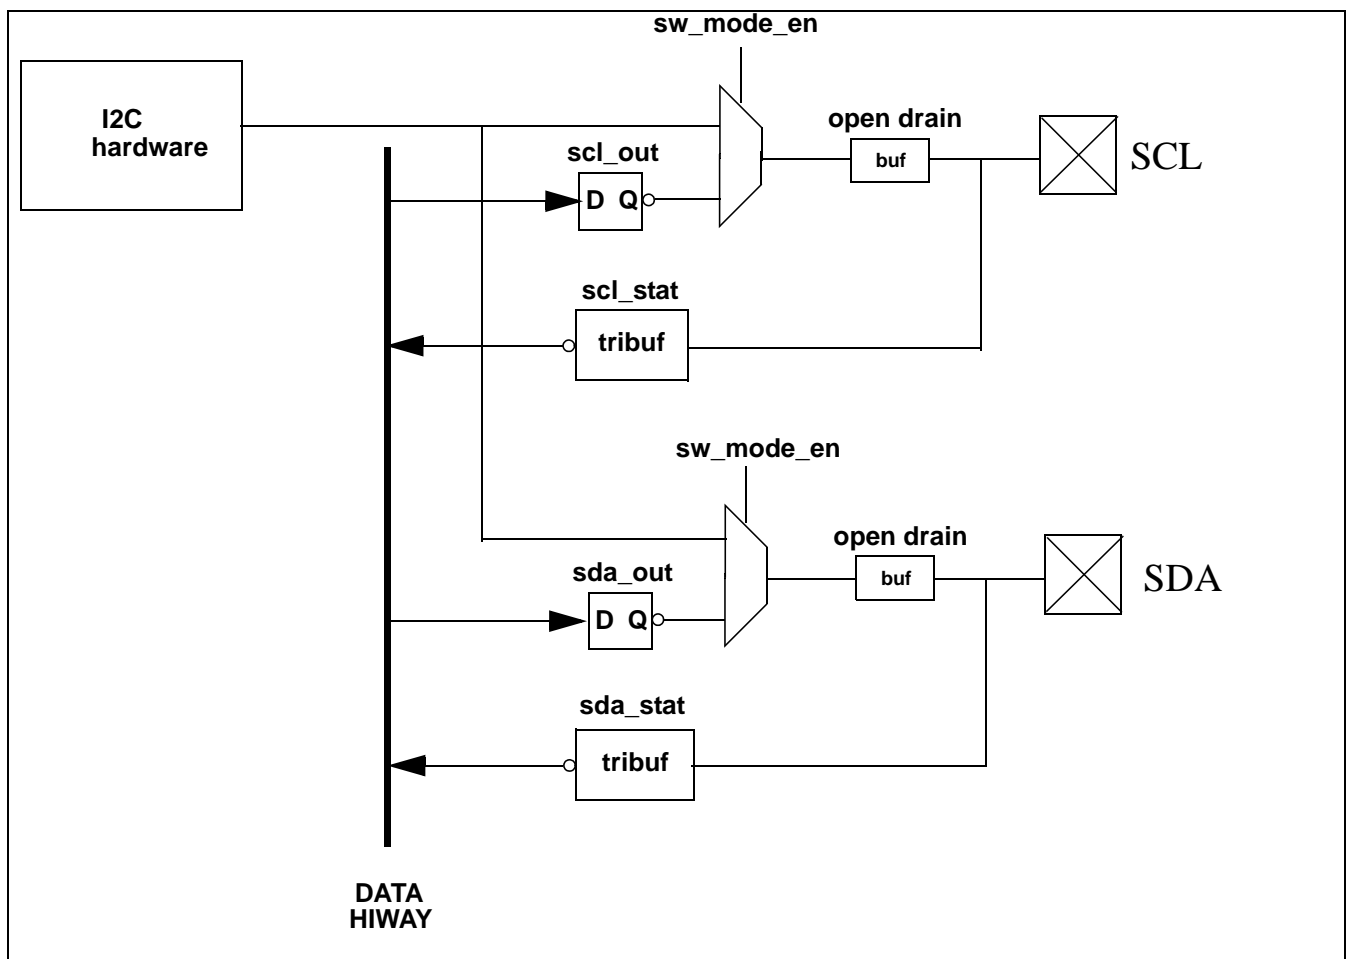 sw_mode_en
I2C
hardware
open drain
scl_out
buf
SCL
D Q
scl_stat
tribuf
sw_mode_en
open drain
sda_out
buf
SDA
D Q
sda_stat
tribuf
DATA
HIWAY